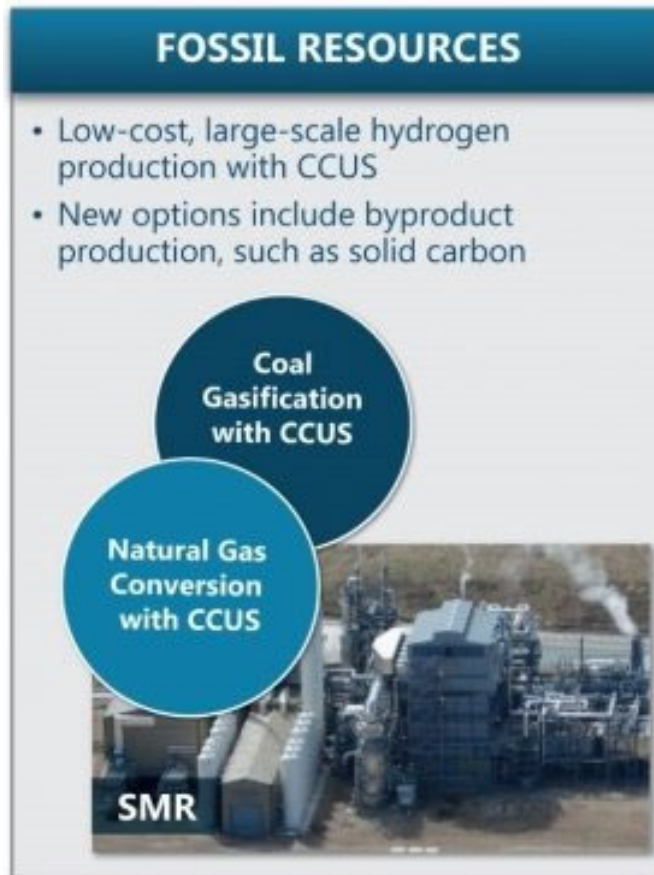 FOSSIL RESOURCES
• Low-cost, large-scale hydrogen
production with CCUS
• New options include byproduct
production, such as solid carbon
Coal
Gasification
with CCUS
Natural Gas
Conversion
with CCUS
SMR